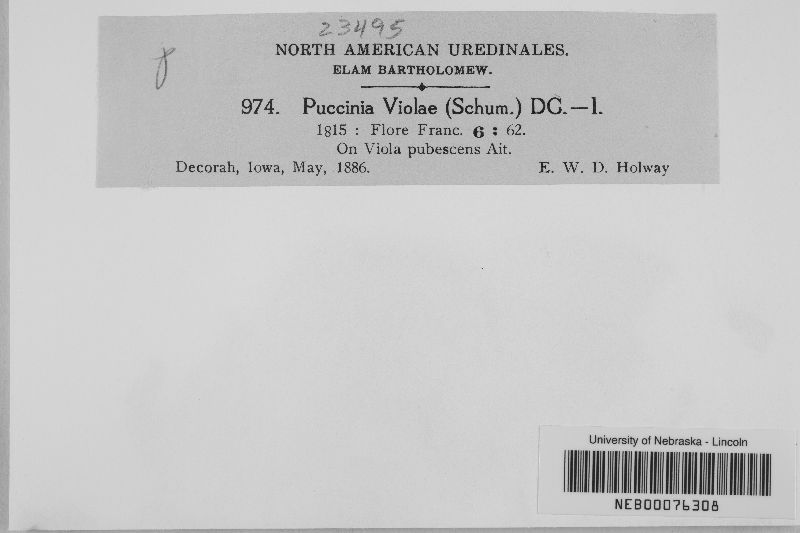 23495
NORTH AMERICAN UREDINALES.
ELAM BARTHOLOMEW.
974. Puccinia Violae (Schum.) DC.—I.
1815 : Flore Franc. 6 : 62.
On Viola pubescens Ait.
Decorah, Iowa, May, 1886. E. W. D. Holway
University of Nebraska - Lincoln
NEB00076308